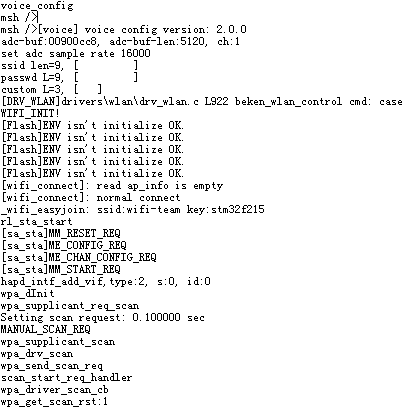 voice_config
msh />
msh />[voice] voice config version: 2.0.0
adc-buf:00900cc8, adc-buf-len:5120, ch:1
set adc sample rate 16000
ssid len=9, [         ]
passwd L=9, [         ]
custom L=3, [   ]
[DRV_WLAN]drivers\wlan\drv_wlan.c L922 beken_wlan_control cmd: case
WIFI_INIT!
[Flash]ENV isn't initialize OK.
[Flash]ENV isn't initialize OK.
[Flash]ENV isn't initialize OK.
[Flash]ENV isn't initialize OK.
[Flash]ENV isn't initialize OK.
[wifi_connect]: read ap_info is empty
[wifi_connect]: normal connect
_wifi_easyjoin: ssid:wifi-team key:stm32f215
rl_sta_start
[sa_sta]MM_RESET_REQ
[sa_sta]ME_CONFIG_REQ
[sa_sta]ME_CHAN_CONFIG_REQ
[sa_sta]MM_START_REQ
hapd_intf_add_vif,type:2, s:0, id:0
wpa_dInit
wpa_supplicant_req_scan
Setting scan request: 0.100000 sec
MANUAL_SCAN_REQ
wpa_supplicant_scan
wpa_drv_scan
wpa_send_scan_req
scan_start_req_handler
wpa_driver_scan_cb
wpa_get_scan_rst:1